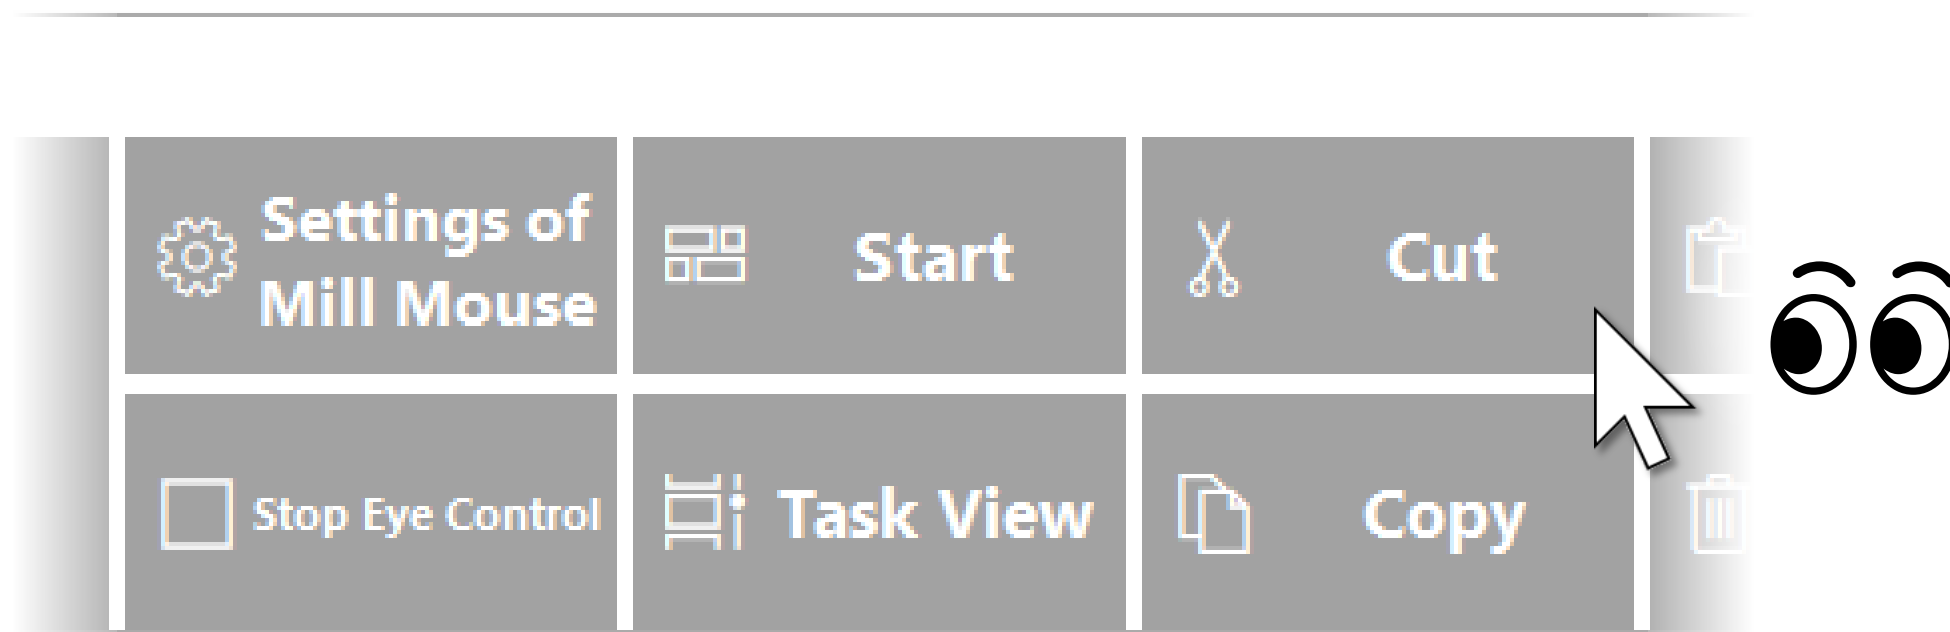 Settings of
Mill Mouse
Start
Cut
Stop Eye Control
Task View
Copy